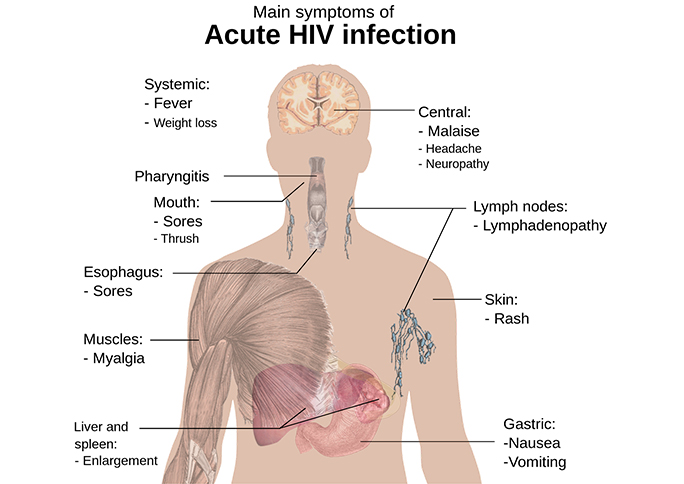 Main symptoms of
Acute HIV infection
Systemic:
- Fever
- Weight loss
Central:
- Malaise
- Headache
- Neuropathy
Pharyngitis
Mouth:
- Sores
- Thrush
Lymph nodes:
- Lymphadenopathy
Esophagus:
- Sores
Skin:
- Rash
Muscles:
- Myalgia
Liver and
spleen:
- Enlargement
Gastric:
-Nausea
-Vomiting